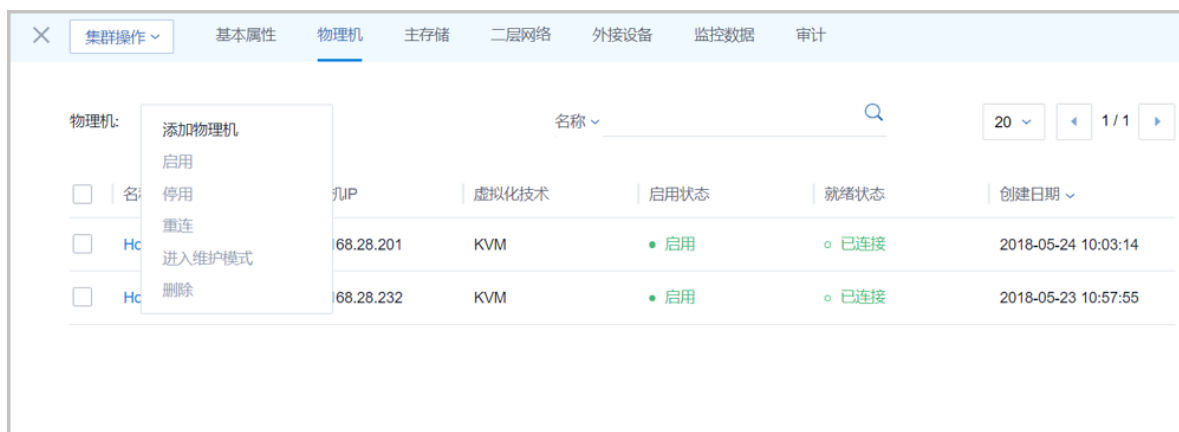 集群操作 基本属性 物理机 主存储 二层网络 外接设备 监控数据 审计
物理机: 名称 20 1 / 1
添加物理机
启用
停用
重连
进入维护模式
删除
名 机IP 虚拟化技术 启用状态 就绪状态 创建日期
Ho 168.28.201 KVM 启用 已连接 2018-05-24 10:03:14
Ho 168.28.232 KVM 启用 已连接 2018-05-23 10:57:55